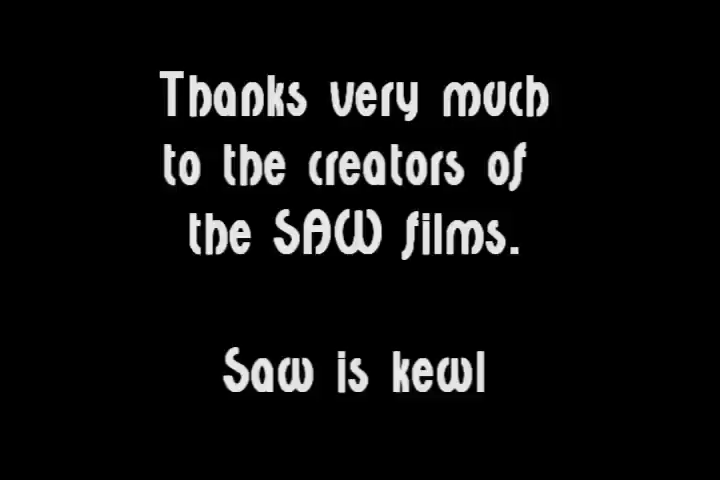 Thanks very much
to the creators of
the SAW films.
Saw is kewl